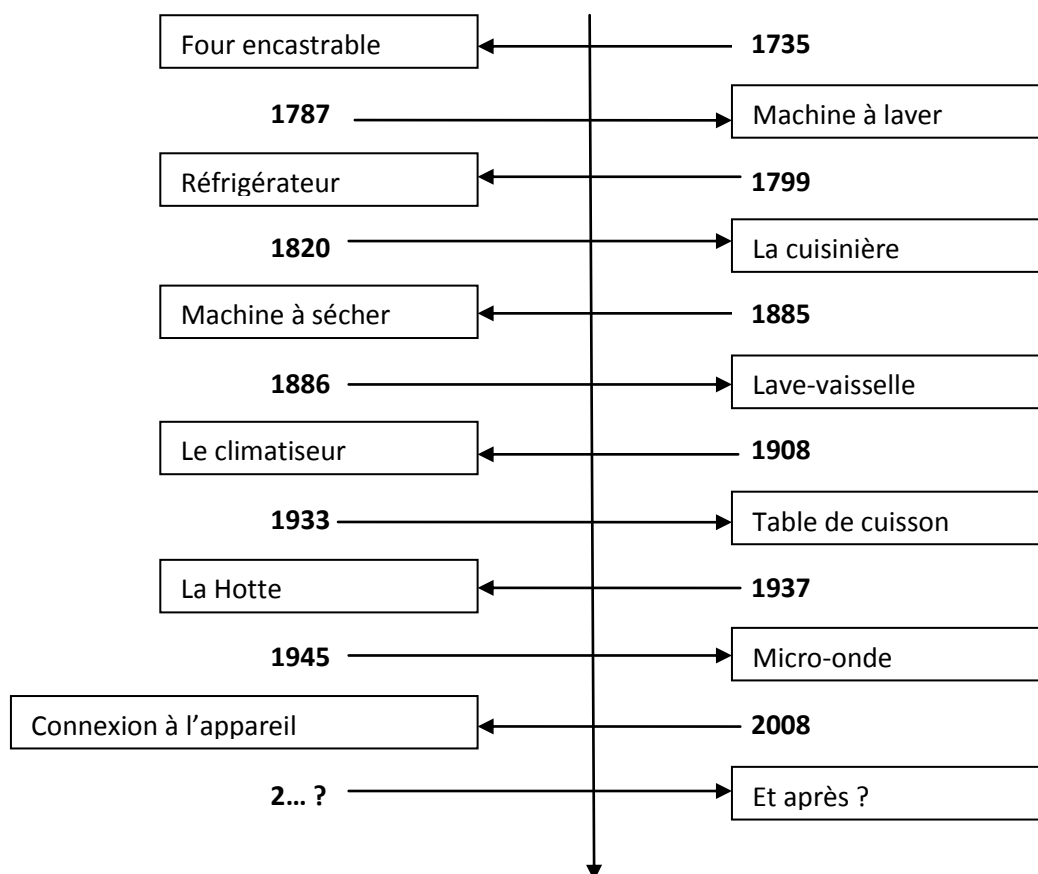 Four encastrable 1735
1787 Machine à laver
Réfrigérateur 1799
1820 La cuisinière
Machine à sécher 1885
1886 Lave-vaisselle
Le climatiseur 1908
1933 Table de cuisson
La Hotte 1937
1945 Micro-onde
Connexion à l’appareil 2008
2... ? Et après ?